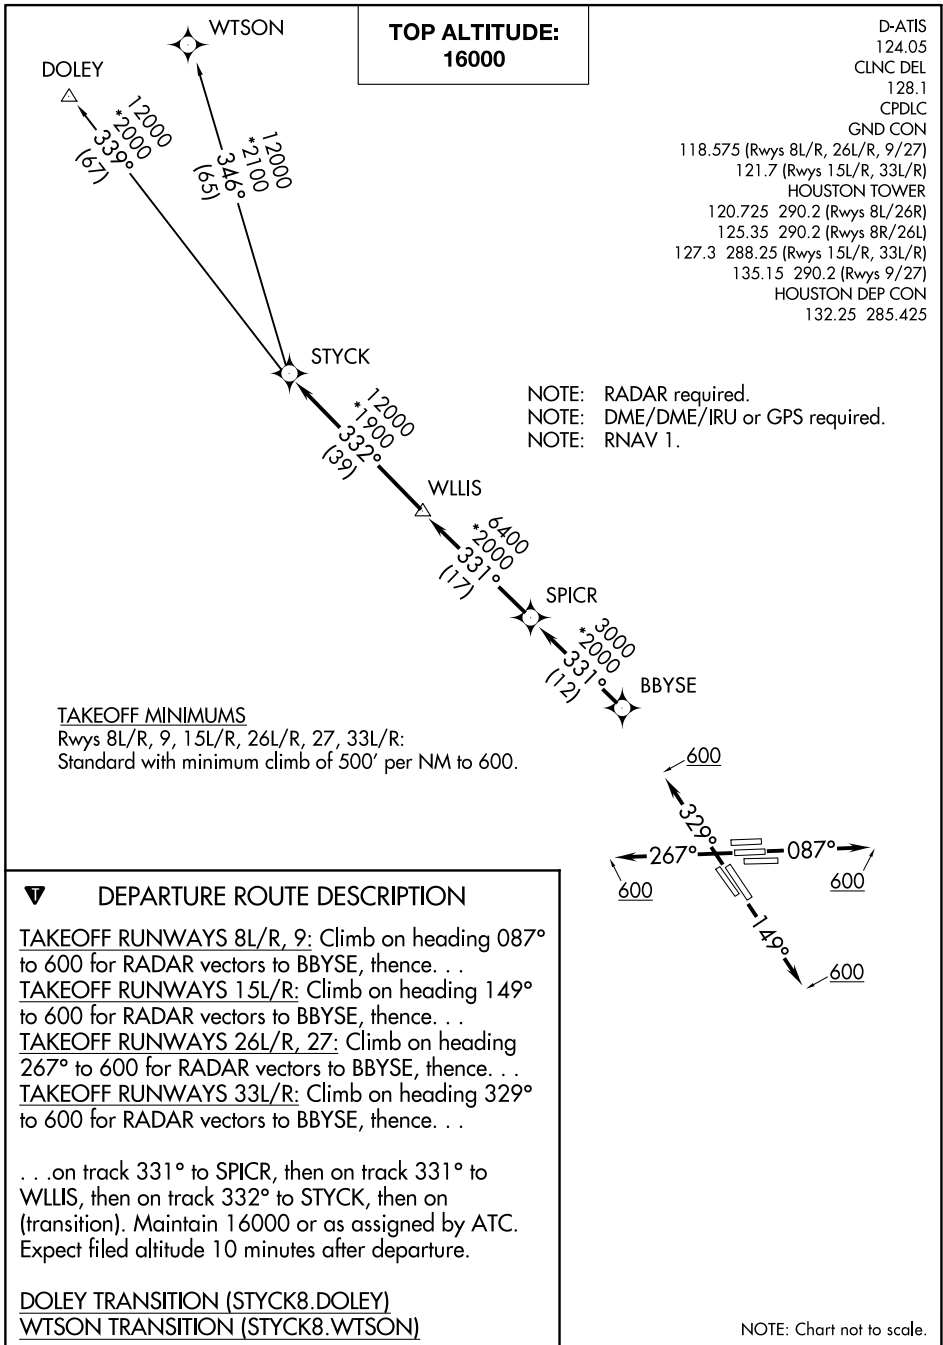 TOP ALTITUDE:
16000
D-ATIS
124.05
CLNC DEL
128.1
CPDLC
GND CON
118.575 (Rwys 8L/R, 26L/R, 9/27)
121.7 (Rwys 15L/R, 33L/R)
HOUSTON TOWER
120.725 290.2 (Rwys 8L/26R)
125.35 290.2 (Rwys 8R/26L)
127.3 288.25 (Rwys 15L/R, 33L/R)
135.15 290.2 (Rwys 9/27)
HOUSTON DEP CON
132.25 285.425
WTSON
DOLEY
12000
*2000
339°
(67)
12000
*2100
346°
(65)
STYCK
NOTE: RADAR required.
NOTE: DME/DME/IRU or GPS required.
NOTE: RNAV 1.
12000
*1900
332°
(39)
WLLIS
6400
*2000
331°
(17)
SPICR
3000
*2000
331°
(12)
BBYSE
TAKEOFF MINIMUMS
Rwys 8L/R, 9, 15L/R, 26L/R, 27, 33L/R:
Standard with minimum climb of 500' per NM to 600.
600
329°
267°
087°
600
600
149°
600
T
DEPARTURE ROUTE DESCRIPTION
TAKEOFF RUNWAYS 8L/R, 9: Climb on heading 087°
to 600 for RADAR vectors to BBYSE, thence. . .
TAKEOFF RUNWAYS 15L/R: Climb on heading 149°
to 600 for RADAR vectors to BBYSE, thence. . .
TAKEOFF RUNWAYS 26L/R, 27: Climb on heading
267° to 600 for RADAR vectors to BBYSE, thence. . .
TAKEOFF RUNWAYS 33L/R: Climb on heading 329°
to 600 for RADAR vectors to BBYSE, thence. . .
. . .on track 331° to SPICR, then on track 331° to
WLLIS, then on track 332° to STYCK, then on
(transition). Maintain 16000 or as assigned by ATC.
Expect filed altitude 10 minutes after departure.
DOLEY TRANSITION (STYCK8.DOLEY)
WTSON TRANSITION (STYCK8.WTSON)
NOTE: Chart not to scale.